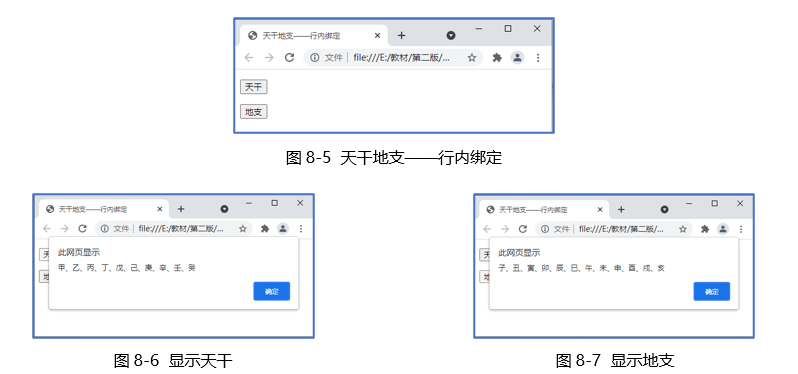 天干地支——行内绑定
文件 file:///E:/教材/第二版/...
天干
地支
图 8-5 天干地支——行内绑定
天干地支——行内绑定
文件 file:///E:/教材/第二版/...
此网页显示
甲、乙、丙、丁、戊、己、庚、辛、壬、癸
确定
图 8-6 显示天干
天干地支——行内绑定
文件 file:///E:/教材/第二版/...
此网页显示
子、丑、寅、卯、辰、巳、午、未、申、酉、戌、亥
确定
图 8-7 显示地支